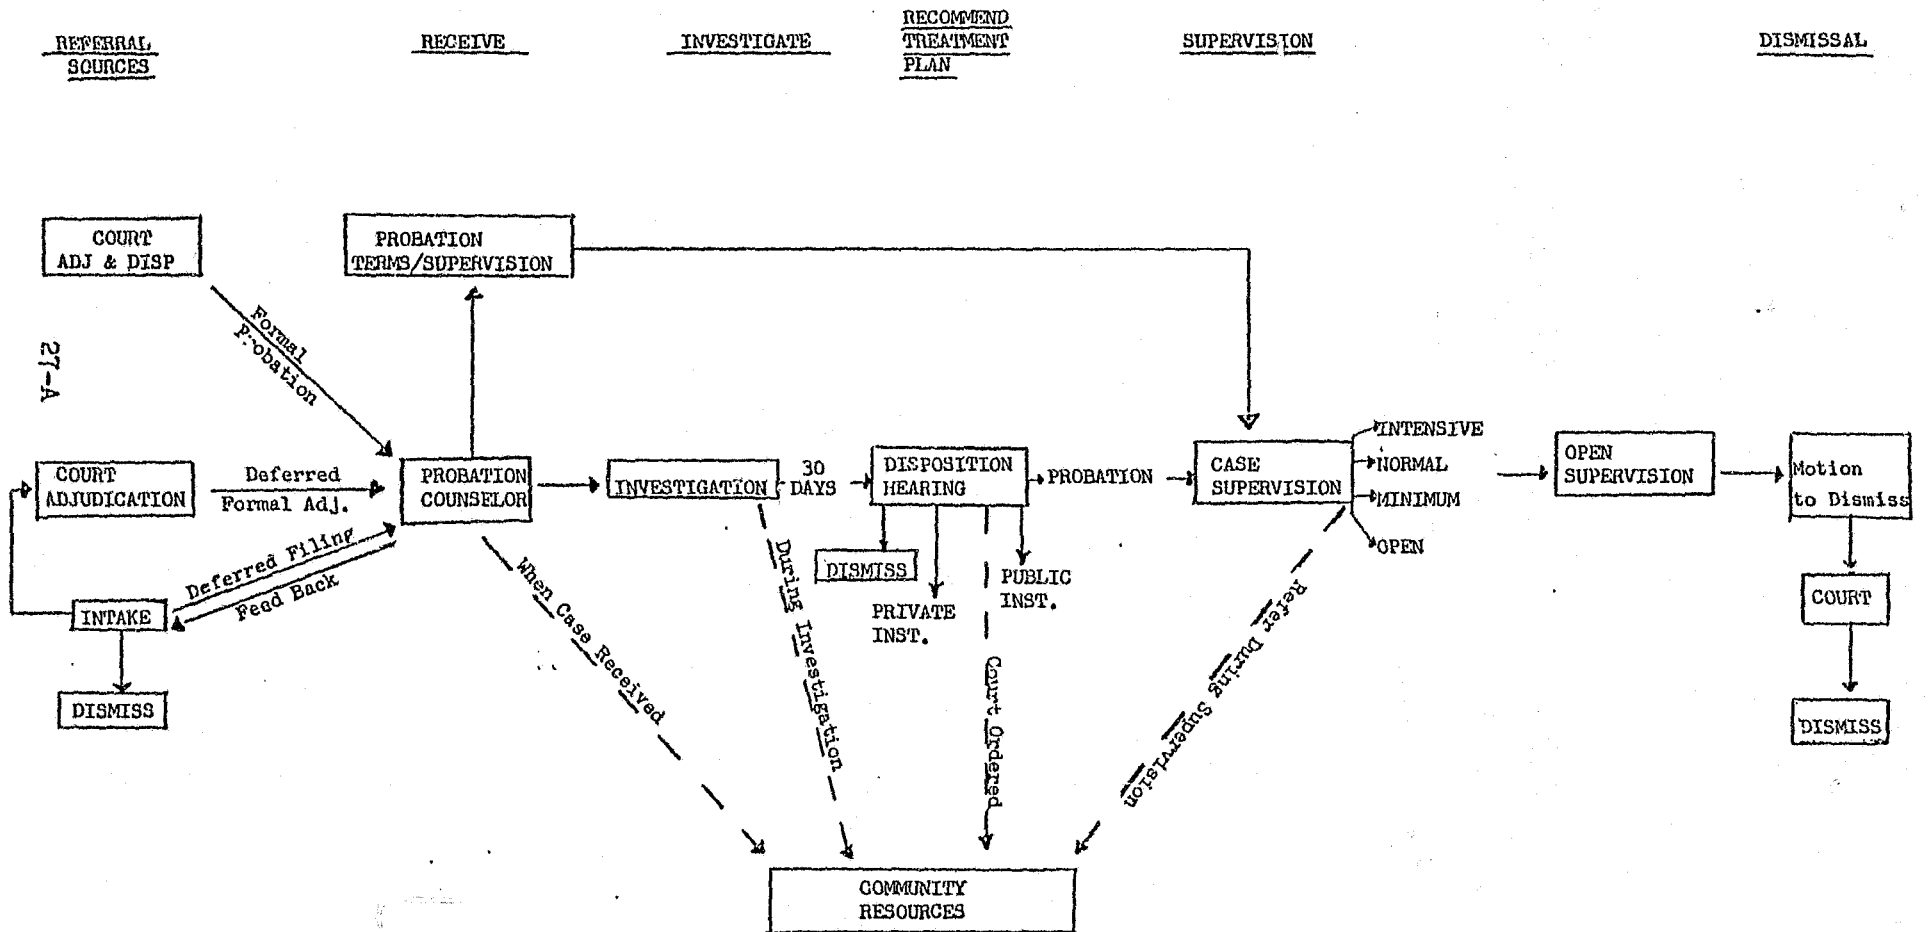 REFERRAL
SOURCES
RECEIVE
INVESTIGATE
RECOMMEND
TREATMENT
PLAN
SUPERVISION
DISMISSAL
COURT
ADJ & DISP
PROBATION
TERMS/SUPERVISION
Formal
Probation
27-A
COURT
ADJUDICATION
Deferred
Formal Adj.
PROBATION
COUNSELOR
INVESTIGATION
30
DAYS
DISPOSITION
HEARING
PROBATION
CASE
SUPERVISION
INTENSIVE
NORMAL
MINIMUM
OPEN
OPEN
SUPERVISION
Motion
to Dismiss
Deferred Filing
Feed Back
INTAKE
DISMISS
DISMISS
PRIVATE
INST.
PUBLIC
INST.
COURT
DISMISS
When Case Received
During Investigation
Court Ordered
Refer During Supervision
COMMUNITY
RESOURCES